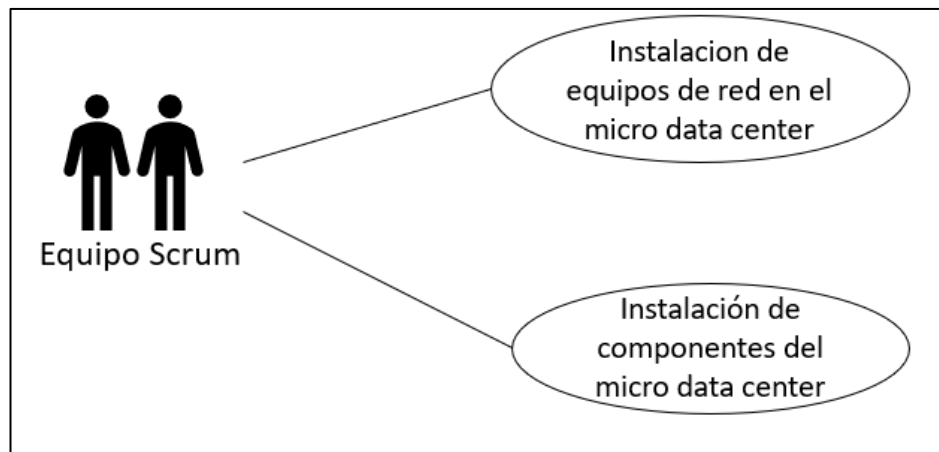 Instalacion de
equipos de red en el
micro data center
Equipo Scrum
Instalación de
componentes del
micro data center